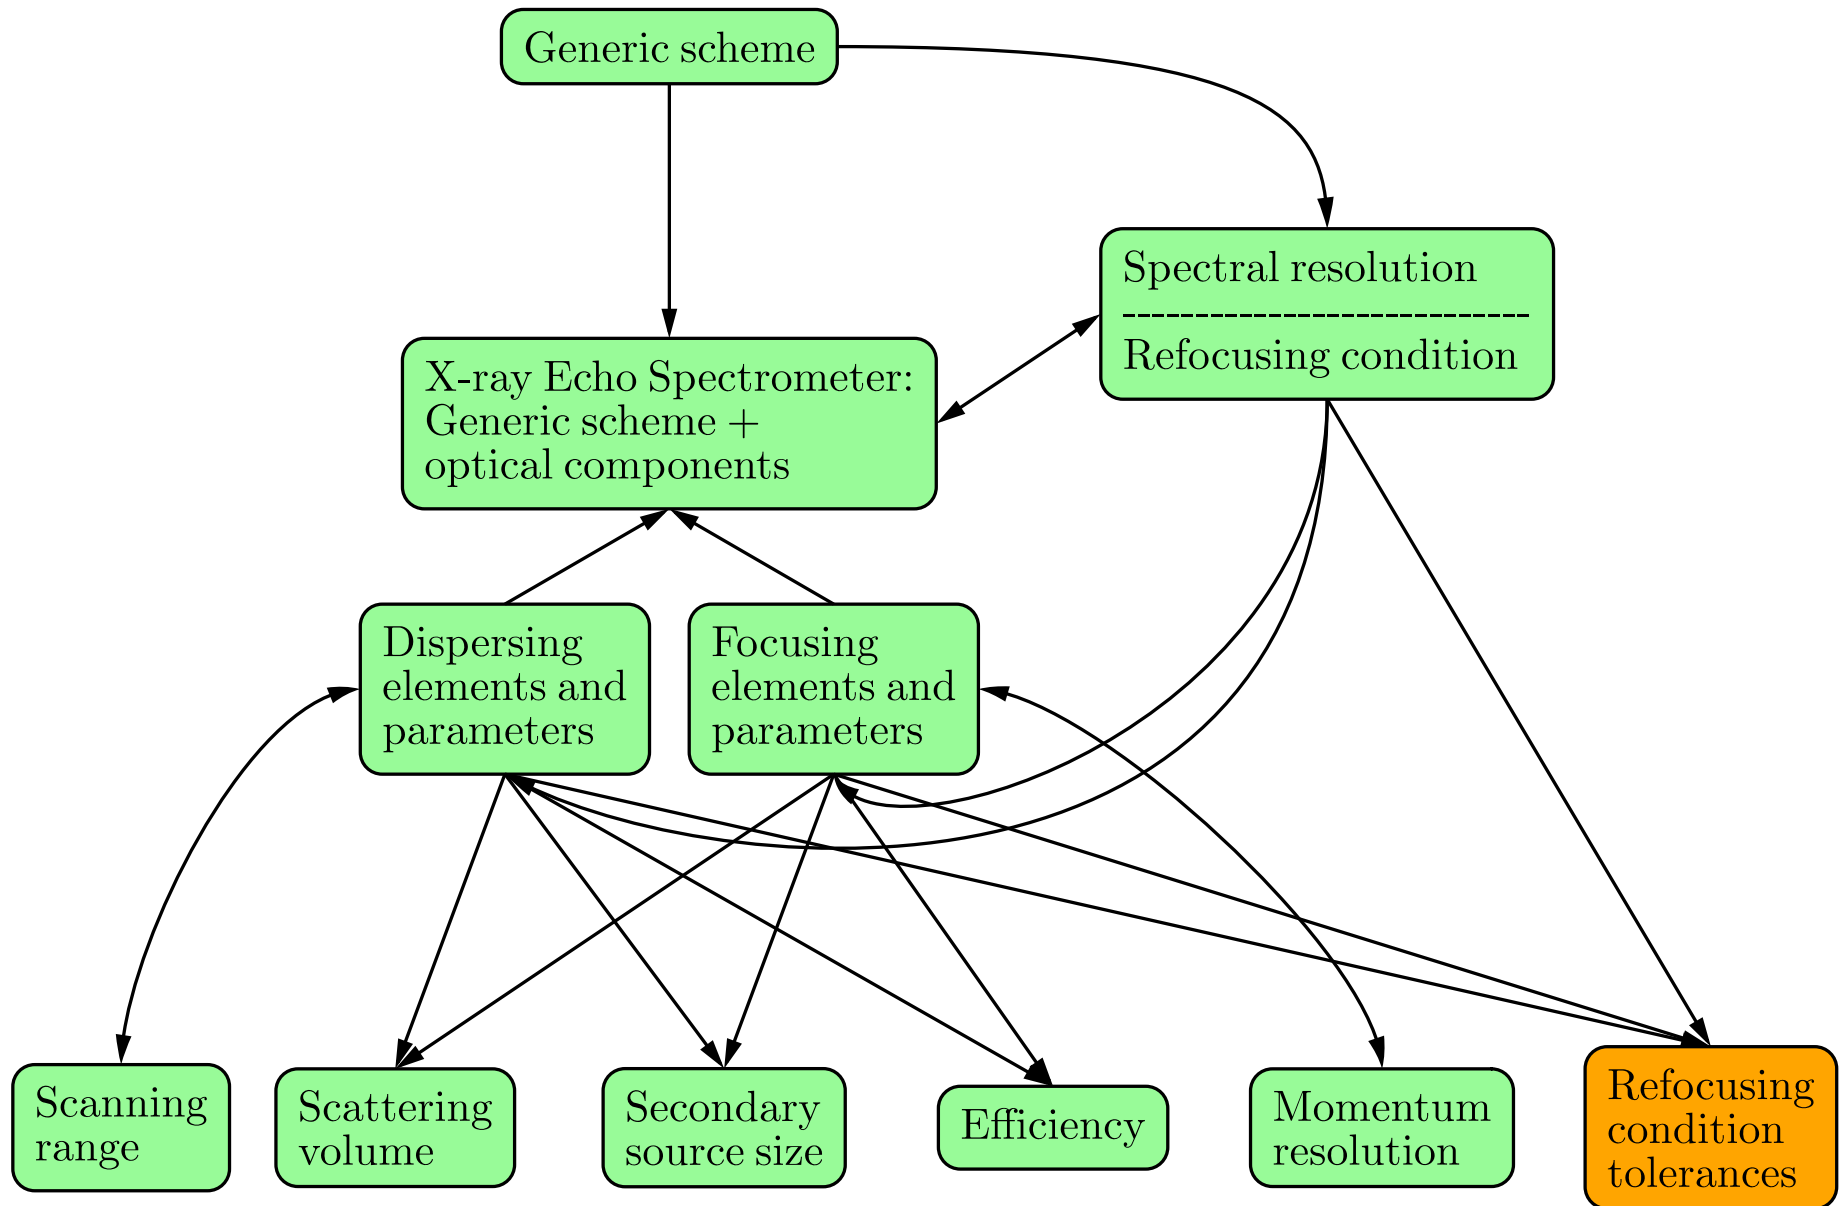 Generic scheme
Spectral resolution
----------------------------
Refocusing condition
X-ray Echo Spectrometer:
Generic scheme +
optical components
Dispersing
elements and
parameters
Focusing
elements and
parameters
Scanning
range
Scattering
volume
Secondary
source size
Efficiency
Momentum
resolution
Refocusing
condition
tolerances